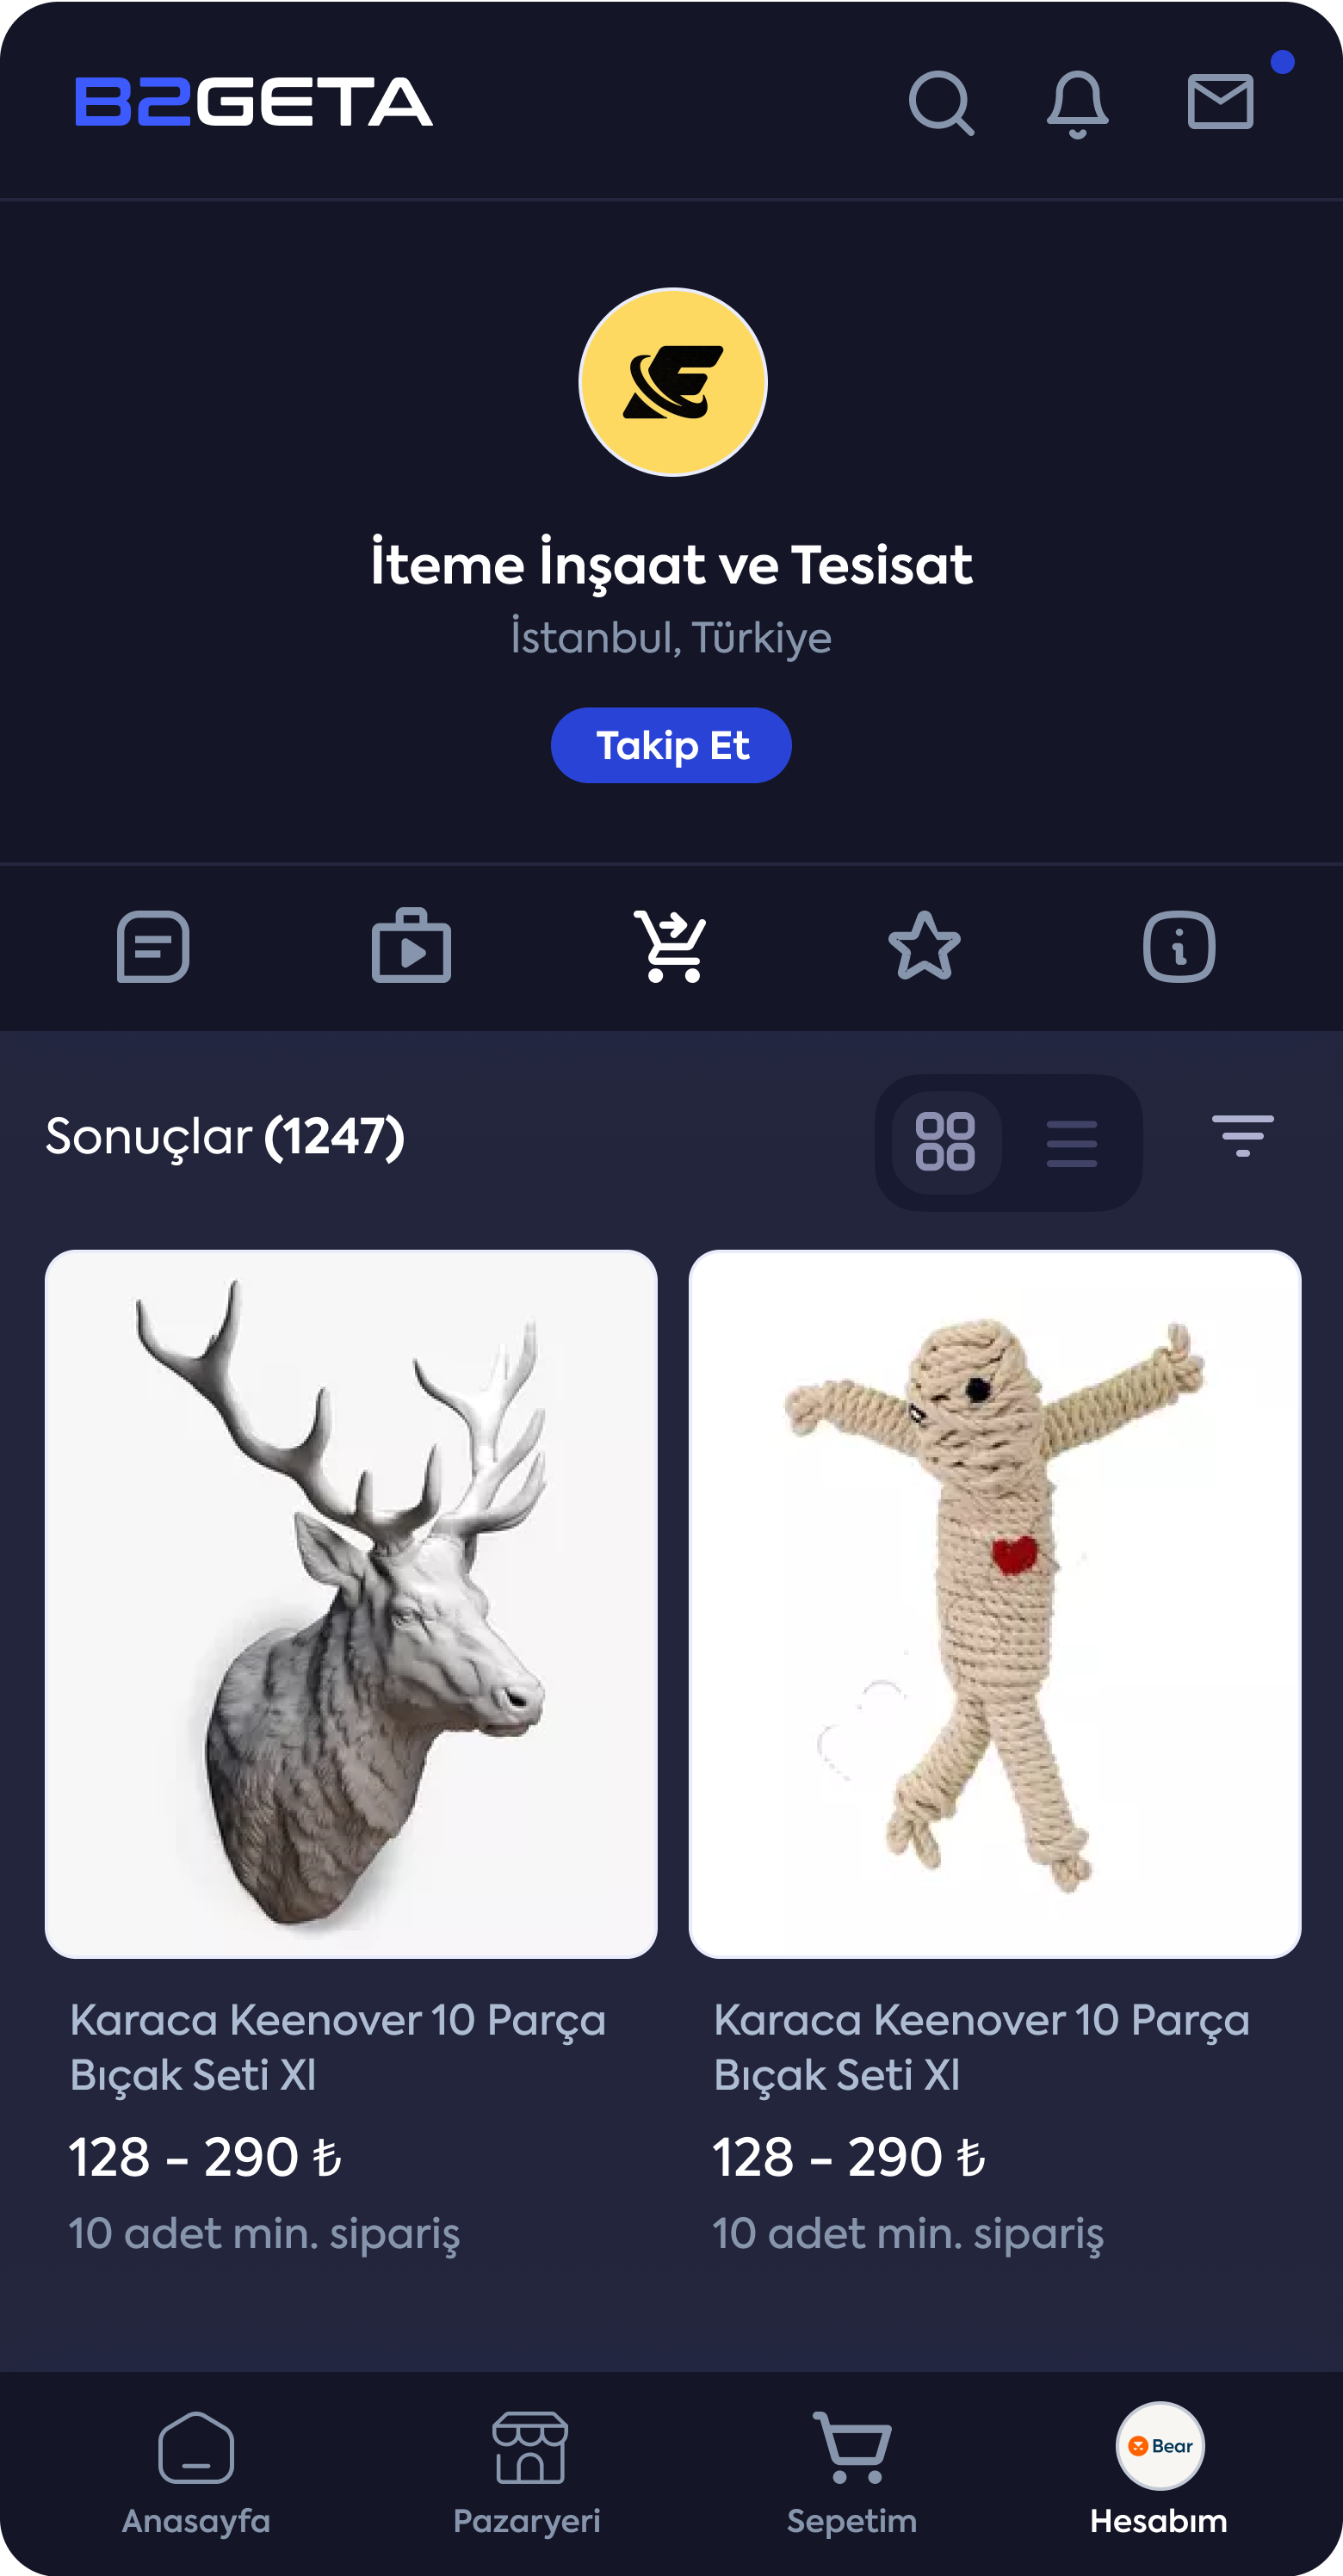 B2GETA
İteme İnşaat ve Tesisat
İstanbul, Türkiye
Takip Et
Sonuçlar (1247)
Karaca Keenover 10 Parça
Bıçak Seti Xl
128 - 290 ₺
10 adet min. sipariş
Karaca Keenover 10 Parça
Bıçak Seti Xl
128 - 290 ₺
10 adet min. sipariş
Bear
Anasayfa
Pazaryeri
Sepetim
Hesabım